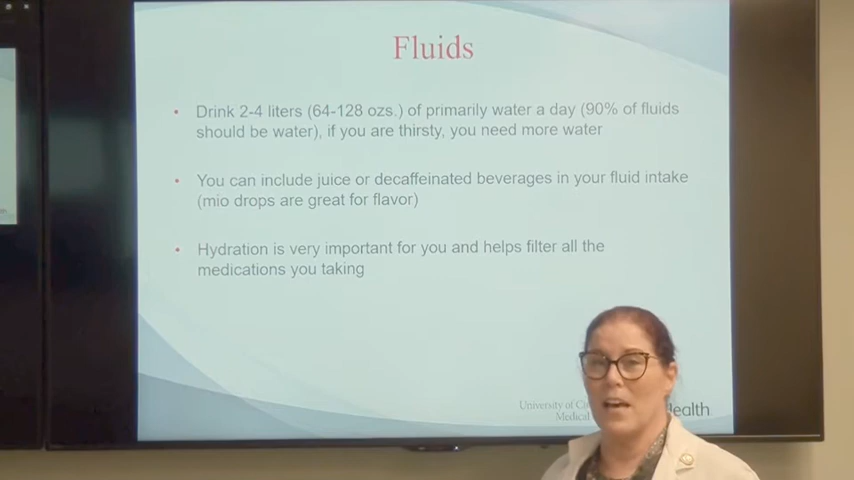 Fluids
• Drink 2-4 liters (64-128 ozs.) of primarily water a day (90% of fluids
should be water), if you are thirsty, you need more water
• You can include juice or decaffeinated beverages in your fluid intake
(mio drops are great for flavor)
• Hydration is very important for you and helps filter all the
medications you taking
University of
Medical
Health